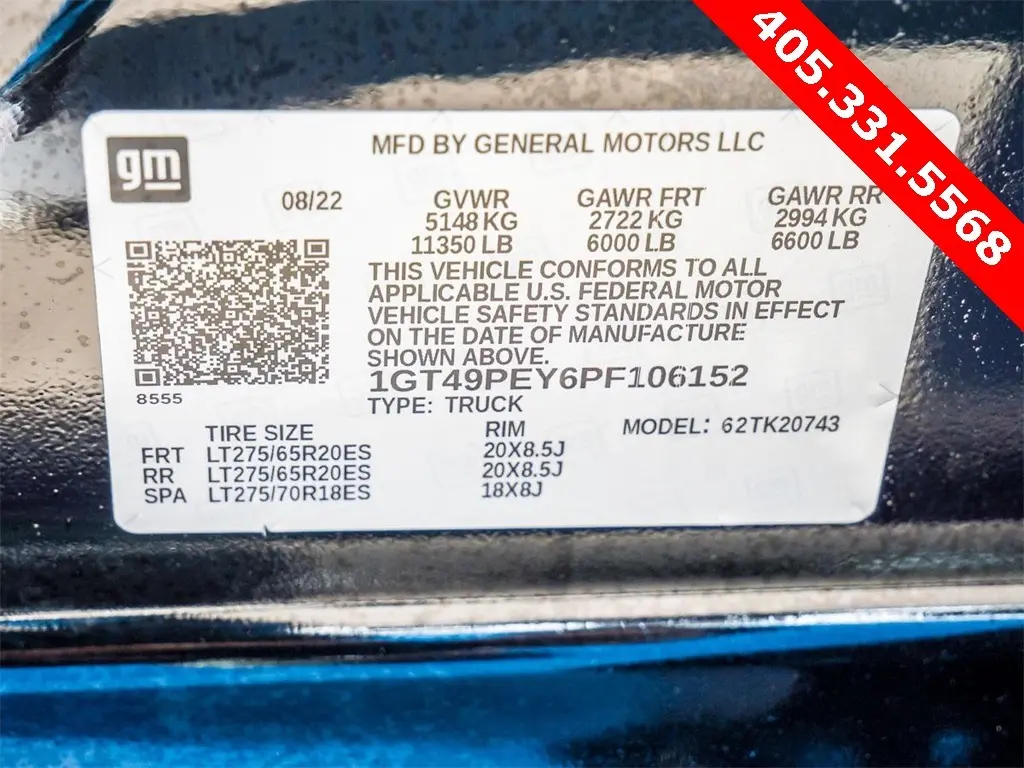 405.331.5568
gm
MFD BY GENERAL MOTORS LLC
08/22 GVWR GAWR FRT GAWR RR
5148 KG 2722 KG 2994 KG
11350 LB 6000 LB 6600 LB
THIS VEHICLE CONFORMS TO ALL
APPLICABLE U.S. FEDERAL MOTOR
VEHICLE SAFETY STANDARDS IN EFFECT
ON THE DATE OF MANUFACTURE
SHOWN ABOVE.
1GT49PEY6PF106152
8555
TYPE: TRUCK
TIRE SIZE RIM MODEL: 62TK20743
FRT LT275/65R20ES 20X8.5J
RR LT275/65R20ES 20X8.5J
SPA LT275/70R18ES 18X8J